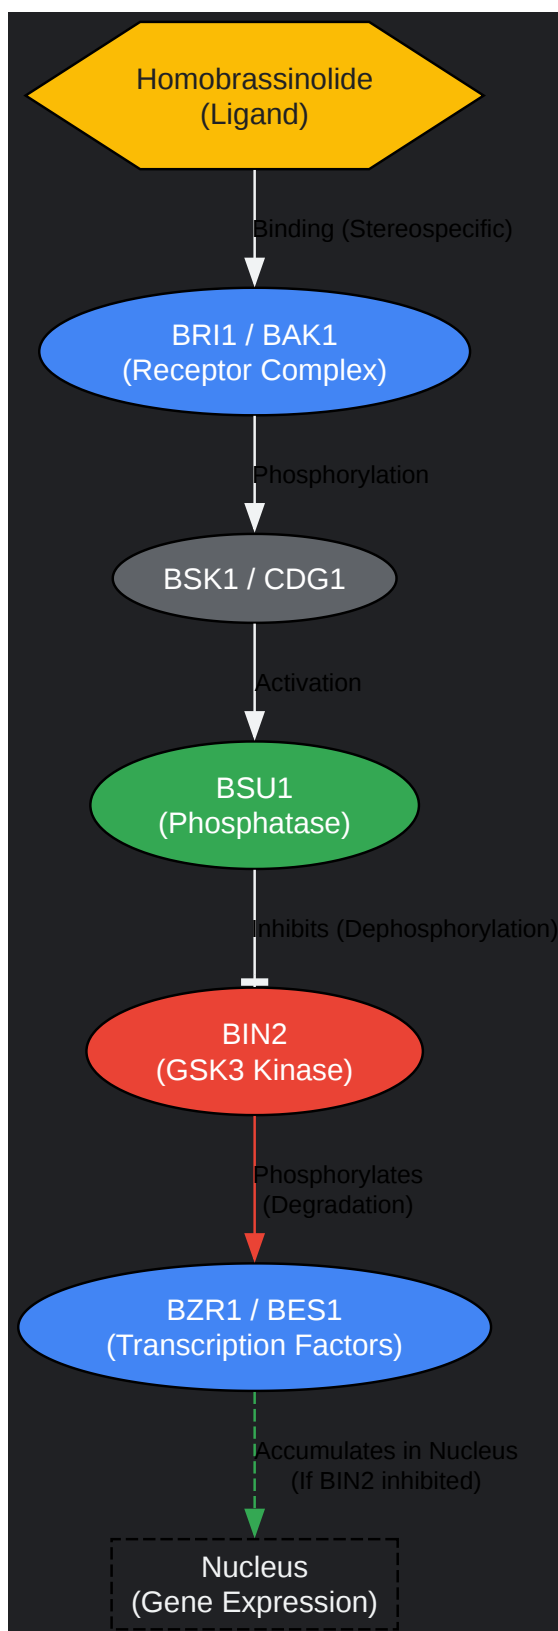 Homobrassinolide
(Ligand)
Binding (Stereospecific)
BRI1 / BAK1
(Receptor Complex)
Phosphorylation
BSK1 / CDG1
Activation
BSU1
(Phosphatase)
Inhibits (Dephosphorylation)
BIN2
(GSK3 Kinase)
Phosphorylates
(Degradation)
BZR1 / BES1
(Transcription Factors)
Accumulates in Nucleus
(If BIN2 inhibited)
Nucleus
(Gene Expression)